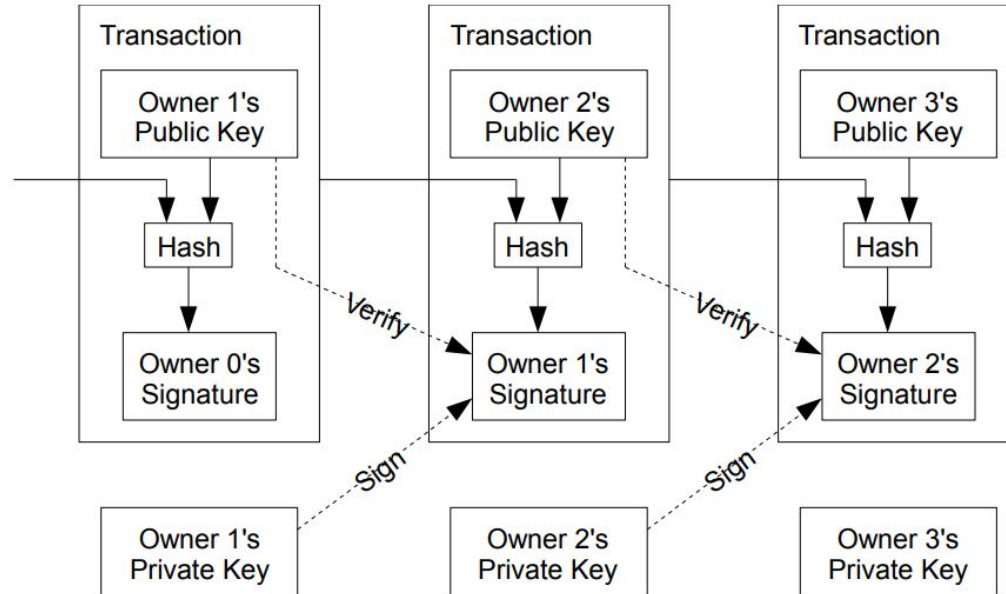 Transaction
Owner 1's
Public Key
Hash
Verify
Owner 0's
Signature
Sign
Owner 1's
Private Key
Transaction
Owner 2's
Public Key
Hash
Verify
Owner 1's
Signature
Sign
Owner 2's
Private Key
Transaction
Owner 3's
Public Key
Hash
Owner 2's
Signature
Owner 3's
Private Key